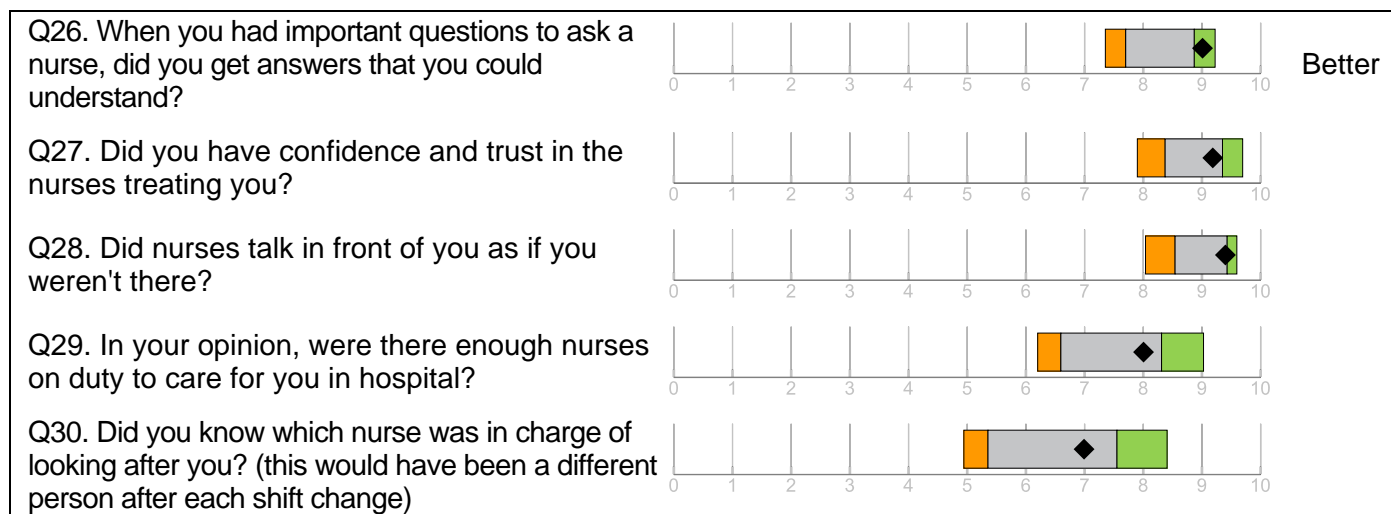 Q26. When you had important questions to ask a
nurse, did you get answers that you could
understand?
Better
0 1 2 3 4 5 6 7 8 9 10
Q27. Did you have confidence and trust in the
nurses treating you?
0 1 2 3 4 5 6 7 8 9 10
Q28. Did nurses talk in front of you as if you
weren't there?
0 1 2 3 4 5 6 7 8 9 10
Q29. In your opinion, were there enough nurses
on duty to care for you in hospital?
0 1 2 3 4 5 6 7 8 9 10
Q30. Did you know which nurse was in charge of
looking after you? (this would have been a different
person after each shift change)
0 1 2 3 4 5 6 7 8 9 10